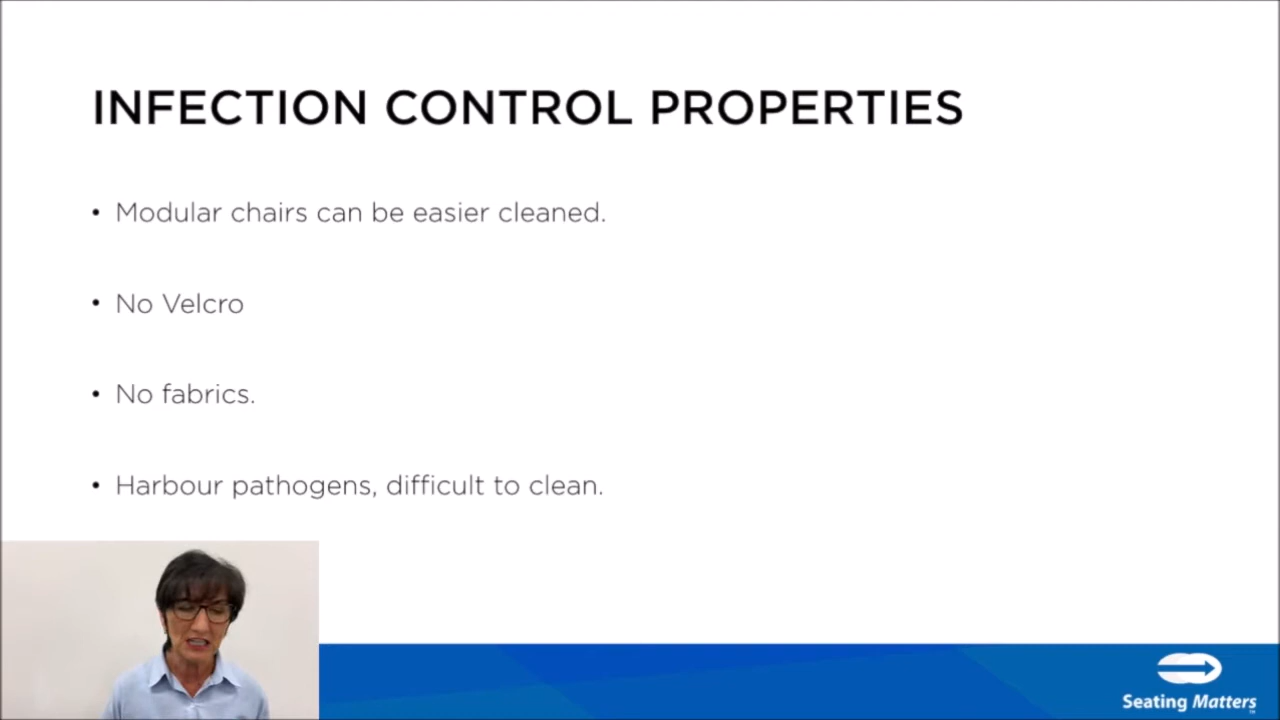 INFECTION CONTROL PROPERTIES
• Modular chairs can be easier cleaned.
• No Velcro
• No fabrics.
• Harbour pathogens, difficult to clean.
Seating Matters™